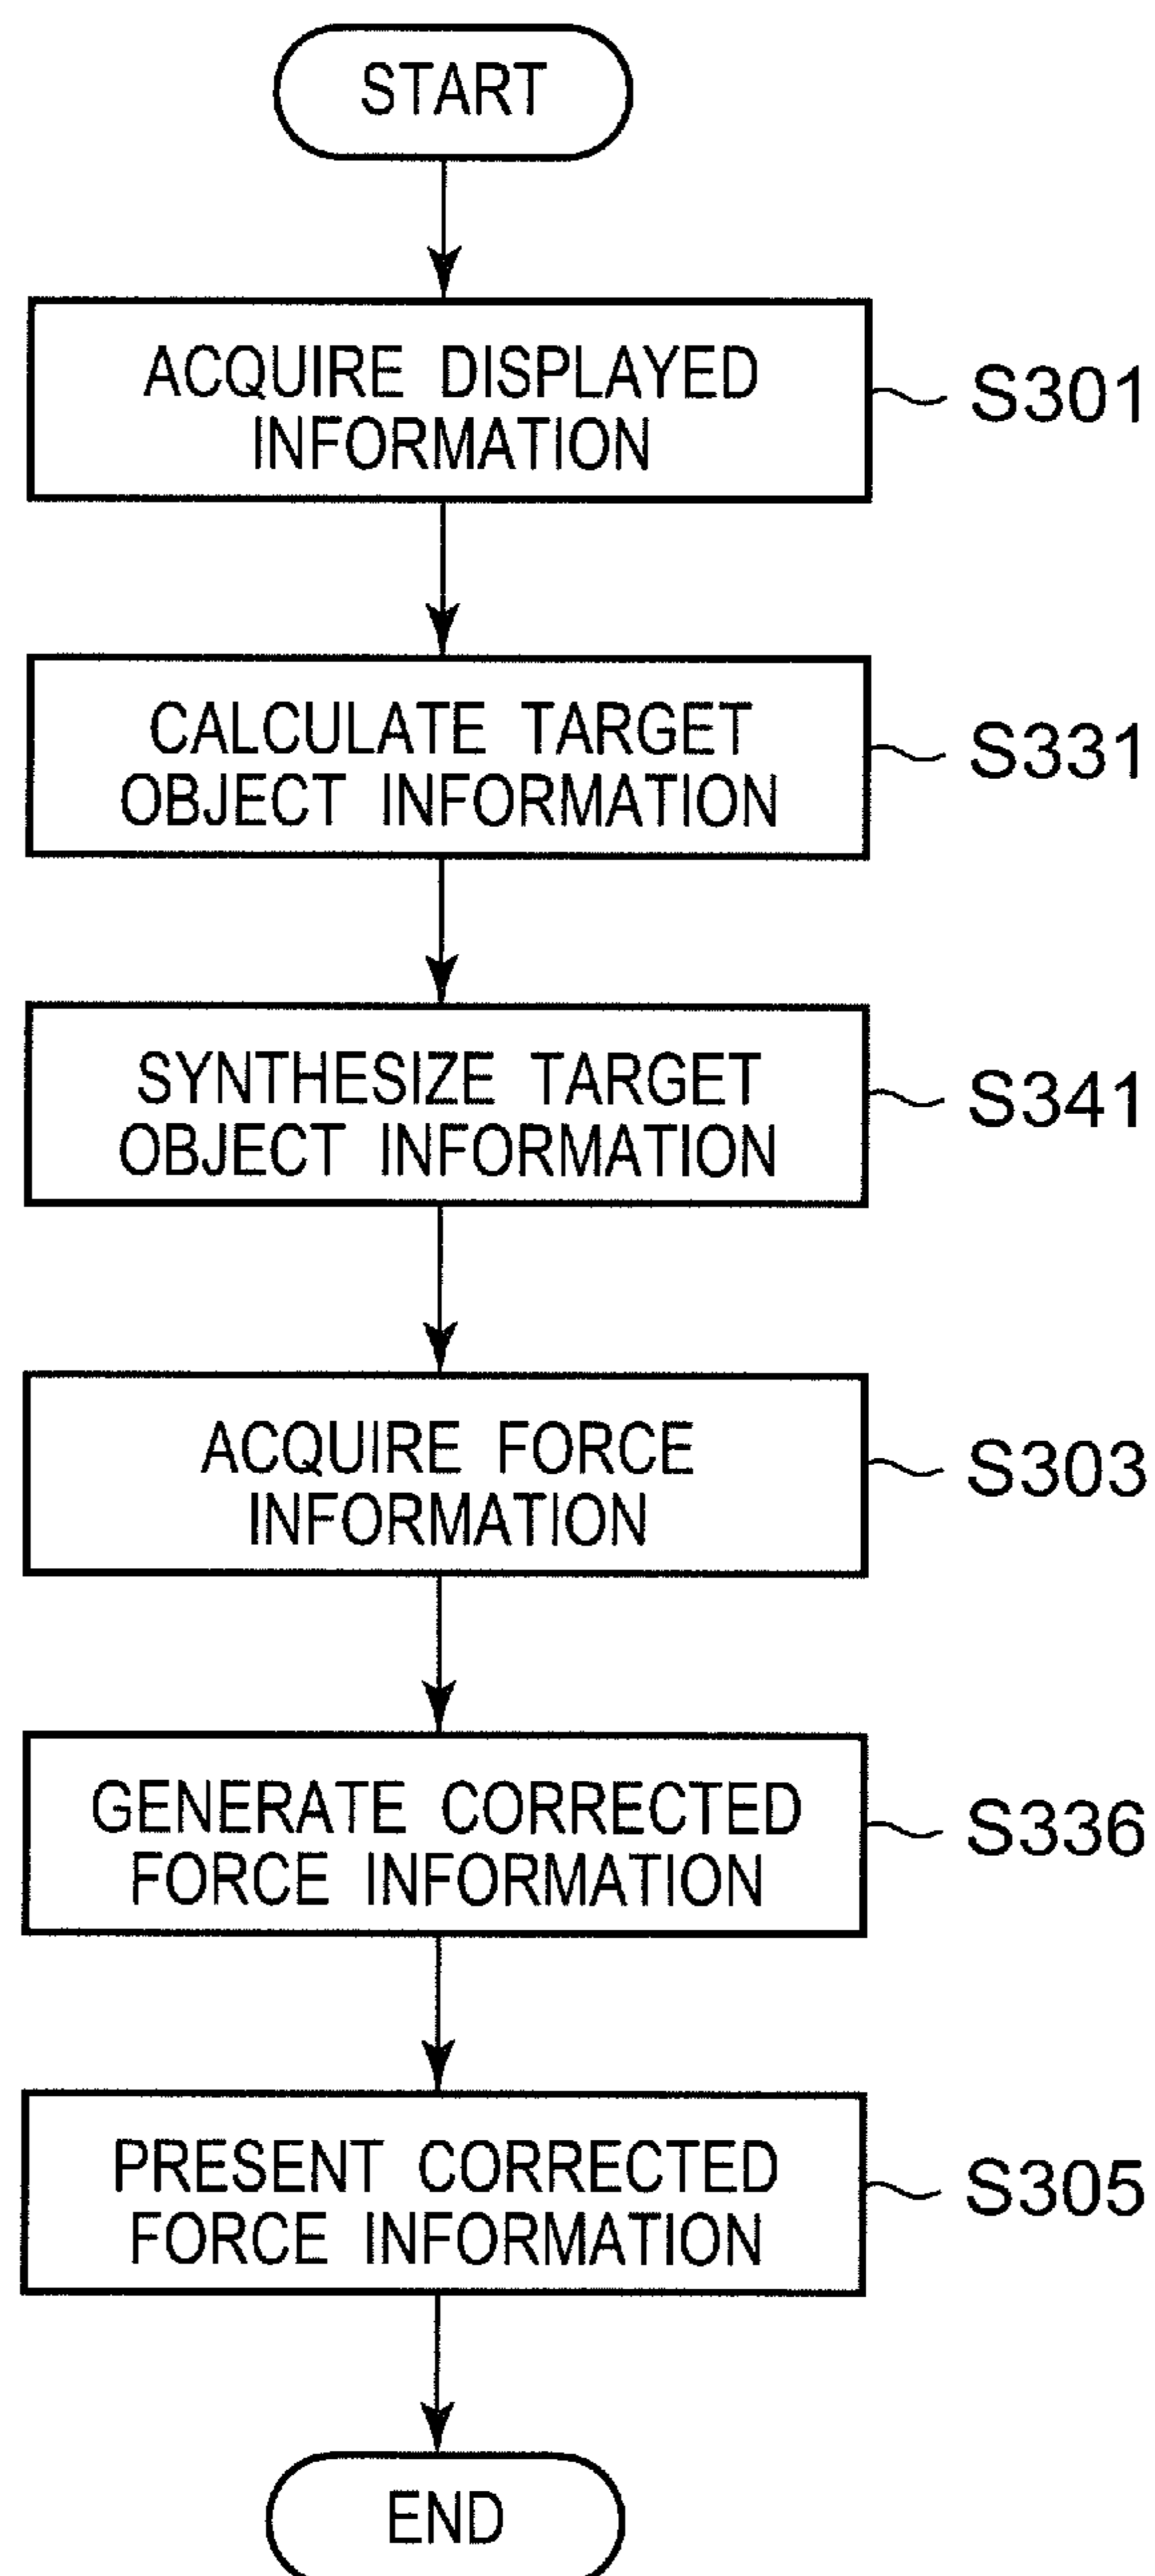 START
ACQUIRE DISPLAYED
INFORMATION
S301
CALCULATE TARGET
OBJECT INFORMATION
S331
SYNTHESIZE TARGET
OBJECT INFORMATION
S341
ACQUIRE FORCE
INFORMATION
S303
GENERATE CORRECTED
FORCE INFORMATION
S336
PRESENT CORRECTED
FORCE INFORMATION
S305
END